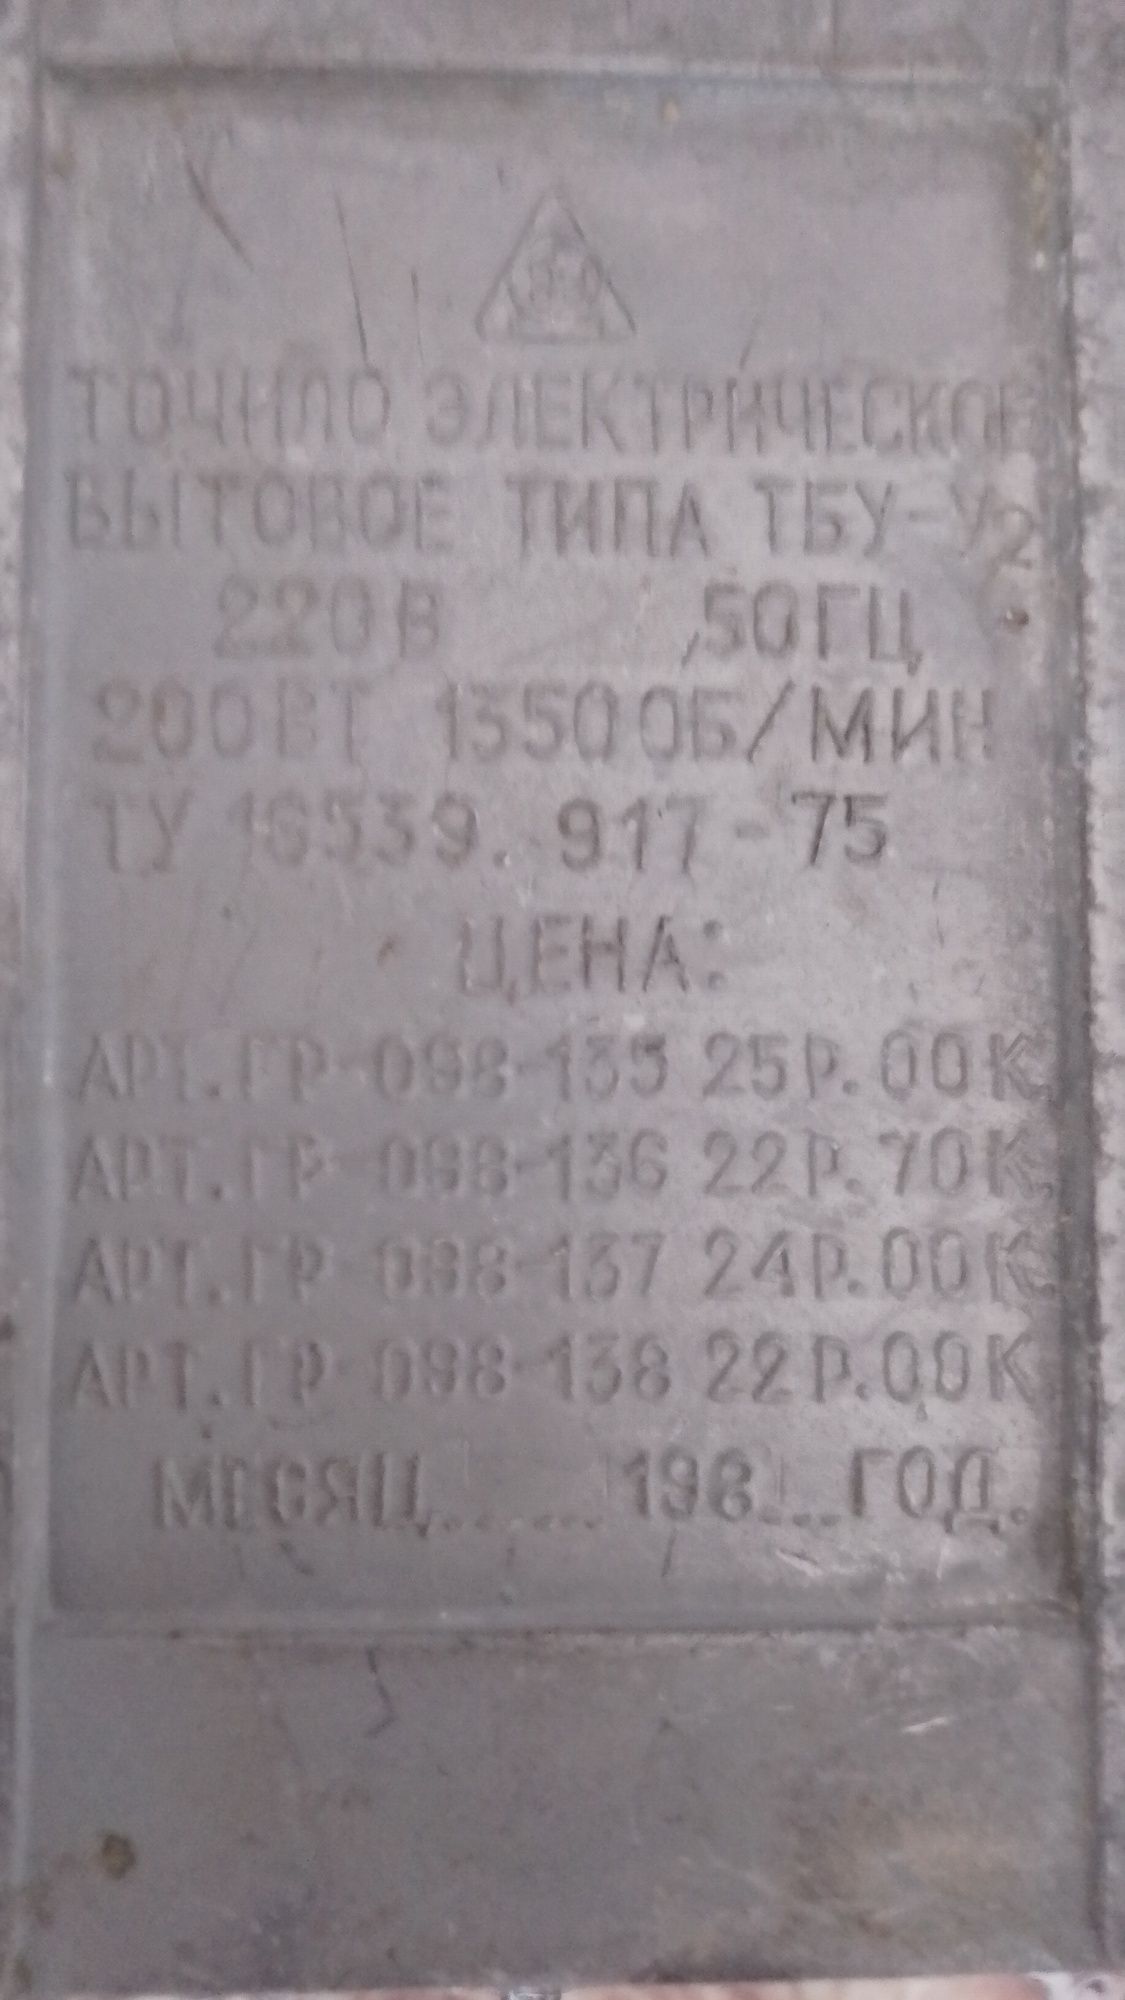 ТОЧИЛО ЭЛЕКТРИЧЕСКОЕ
БЫТОВОЕ ТИПА ТБУ-У2
220В 50ГЦ
200ВТ 1350 ОБ/МИН
ТУ 16539. 917-75
ЦЕНА:
АРТ.ГР 098-135 25Р.00К.
АРТ.ГР 098-136 22Р.70К.
АРТ.ГР 098-137 24Р.00К.
АРТ.ГР 098-138 22Р.00К.
МЕСЯЦ...... 198...ГОД.